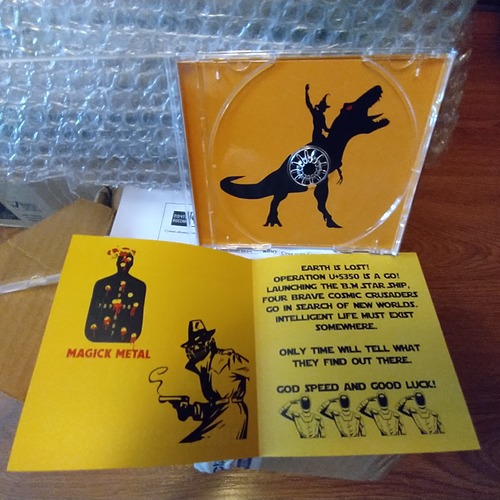 MAGICK METAL
EARTH IS LOST!
OPERATION U+5350 IS A GO!
LAUNCHING THE B.M.STAR.SHIP,
FOUR BRAVE COSMIC CRUSADERS
GO IN SEARCH OF NEW WORLDS.
INTELLIGENT LIFE MUST EXIST
SOMEWHERE.
ONLY TIME WILL TELL WHAT
THEY FIND OUT THERE.
GOD SPEED AND GOOD LUCK!